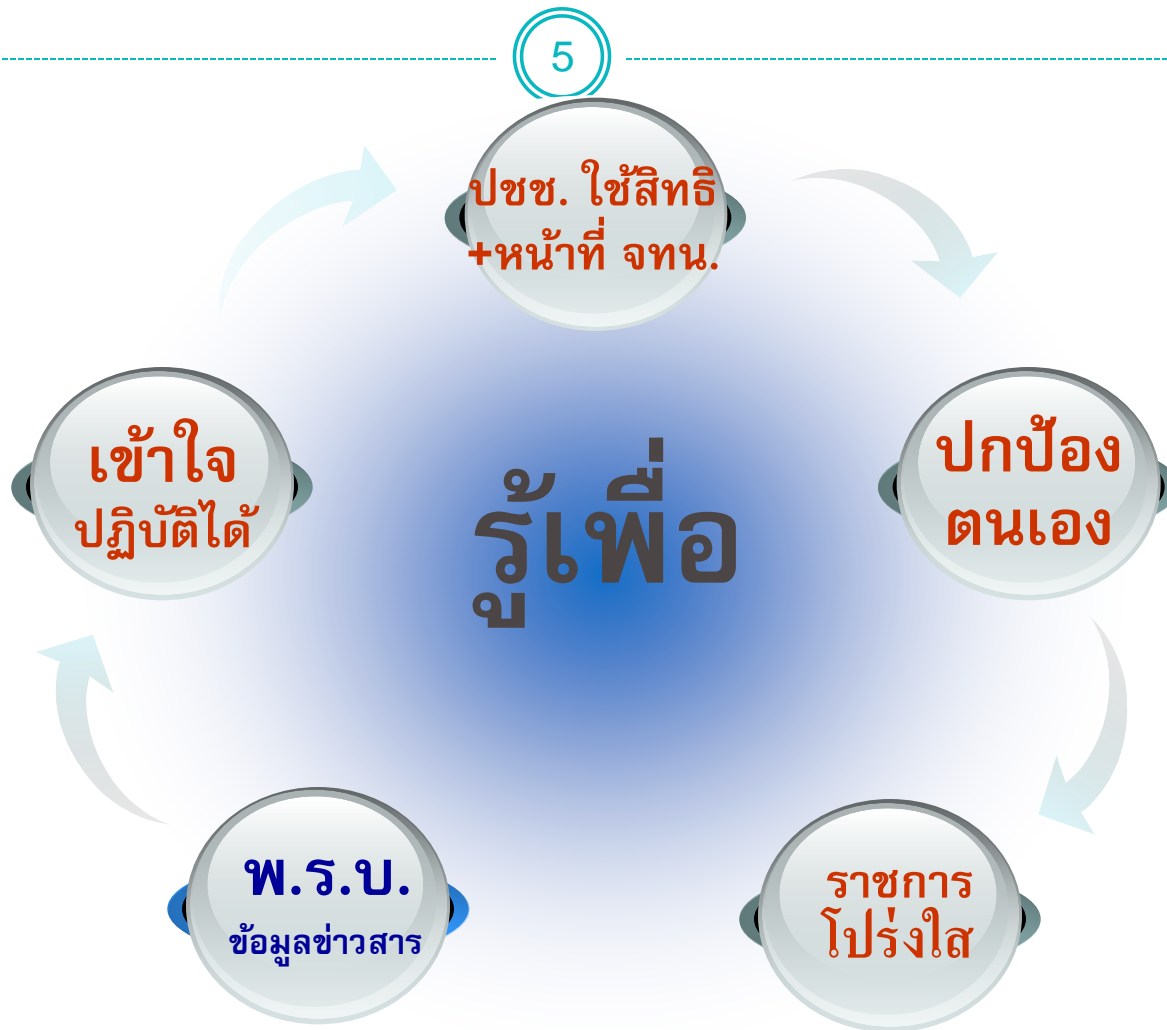 5
ปชช. ใช้สิทธิ
+หน้าที่ จทน.
เข้าใจ
ปฏิบัติได้
รู้เพื่อ
ปกป้อง
ตนเอง
พ.ร.บ.
ข้อมูลข่าวสาร
ราชการ
โปร่งใส